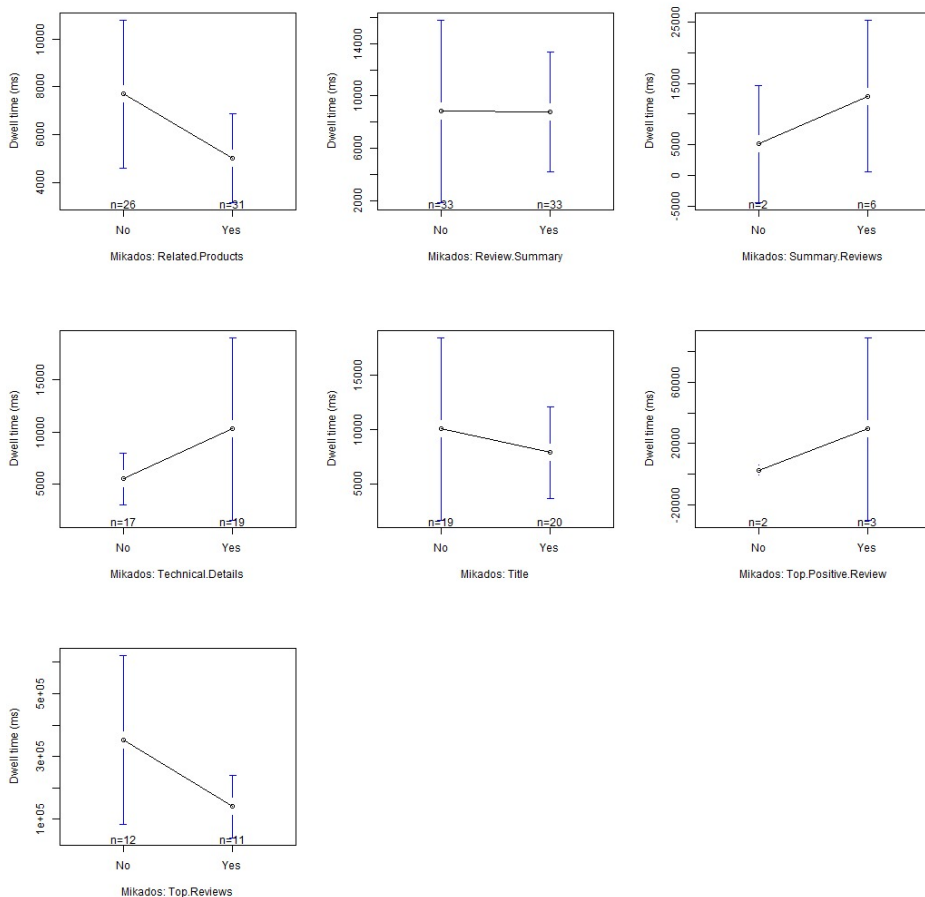 Dwell time (ms)
10000
8000
6000
4000
n=26
n=31
No
Yes
Mikados: Related.Products
Dwell time (ms)
14000
10000
6000
2000
n=33
n=33
No
Yes
Mikados: Review.Summary
Dwell time (ms)
25000
15000
5000
0
-5000
n=2
n=6
No
Yes
Mikados: Summary.Reviews
Dwell time (ms)
15000
10000
5000
n=17
n=19
No
Yes
Mikados: Technical.Details
Dwell time (ms)
15000
10000
5000
n=19
n=20
No
Yes
Mikados: Title
Dwell time (ms)
60000
20000
-20000
n=2
n=3
No
Yes
Mikados: Top.Positive.Review
Dwell time (ms)
5e+05
3e+05
1e+05
n=12
n=11
No
Yes
Mikados: Top.Reviews